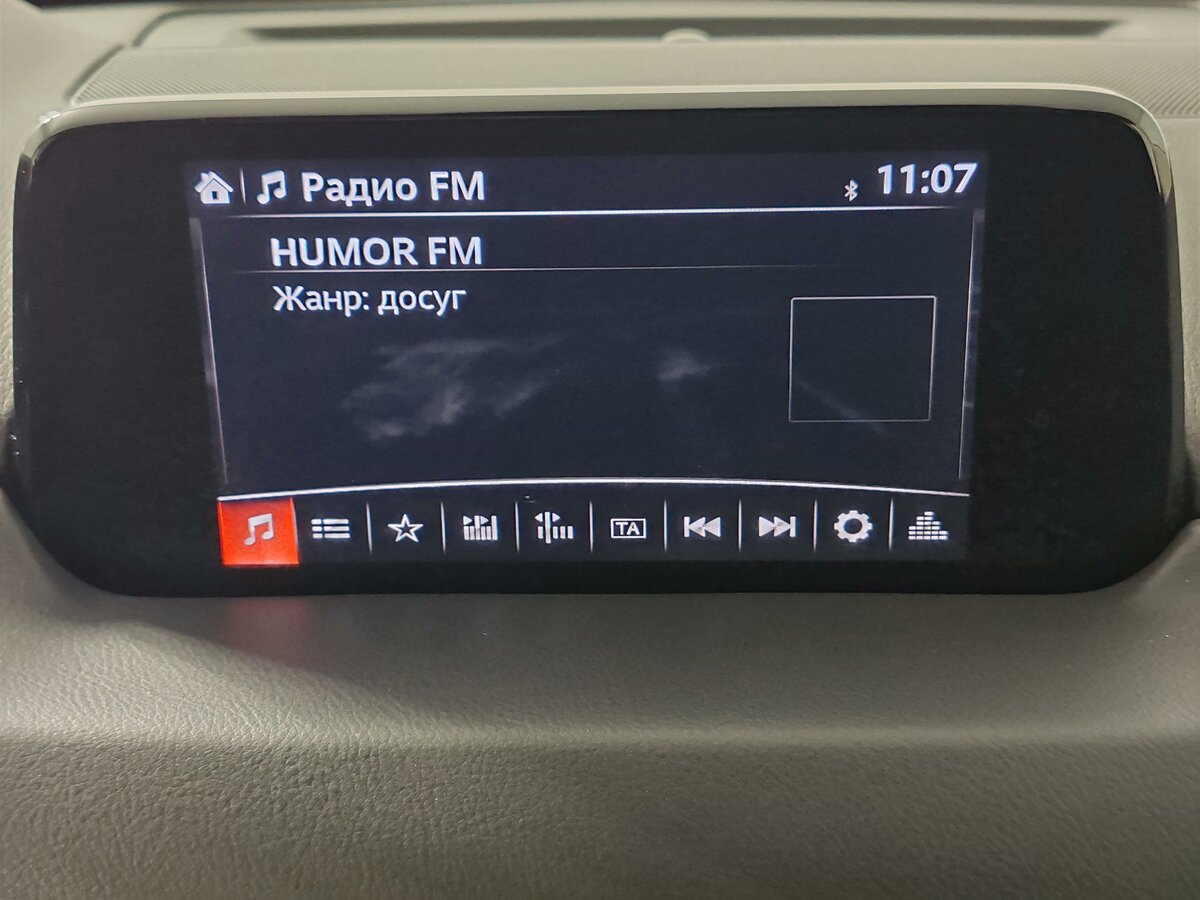 Радио FM 11:07
HUMOR FM
Жанр: досуг
TA